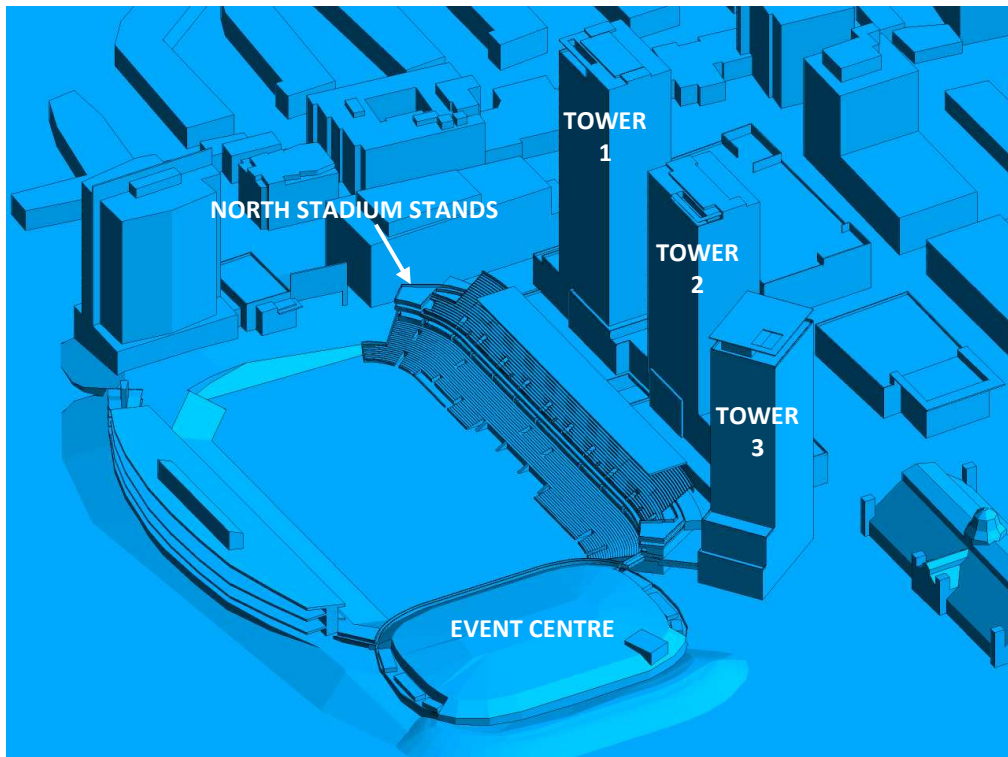 TOWER
1
NORTH STADIUM STANDS
TOWER
2
TOWER
3
EVENT CENTRE